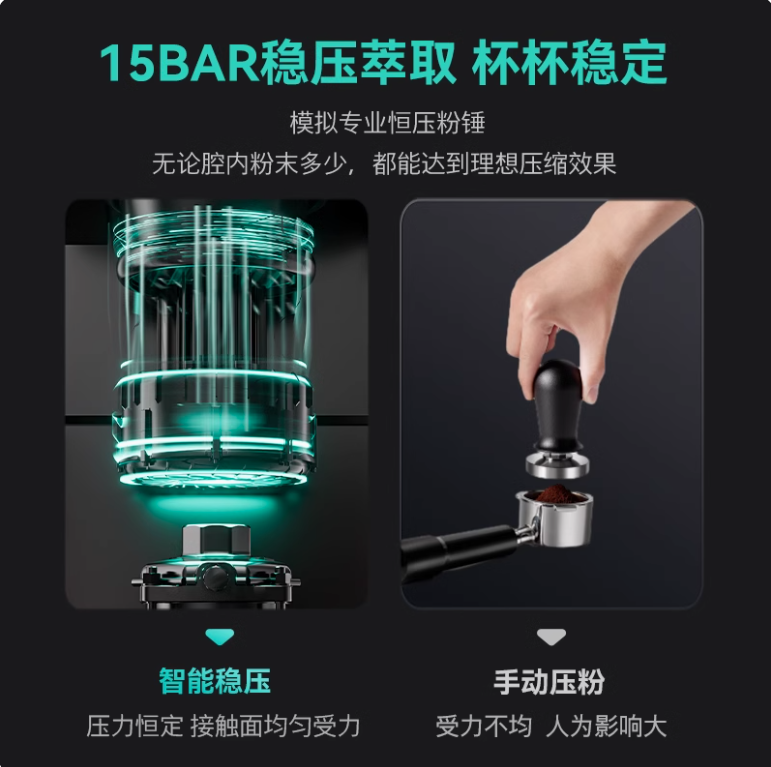 15BAR稳压萃取 杯杯稳定
模拟专业恒压粉锤
无论腔内粉末多少，都能达到理想压缩效果
智能稳压
压力恒定 接触面均匀受力
手动压粉
受力不均 人为影响大